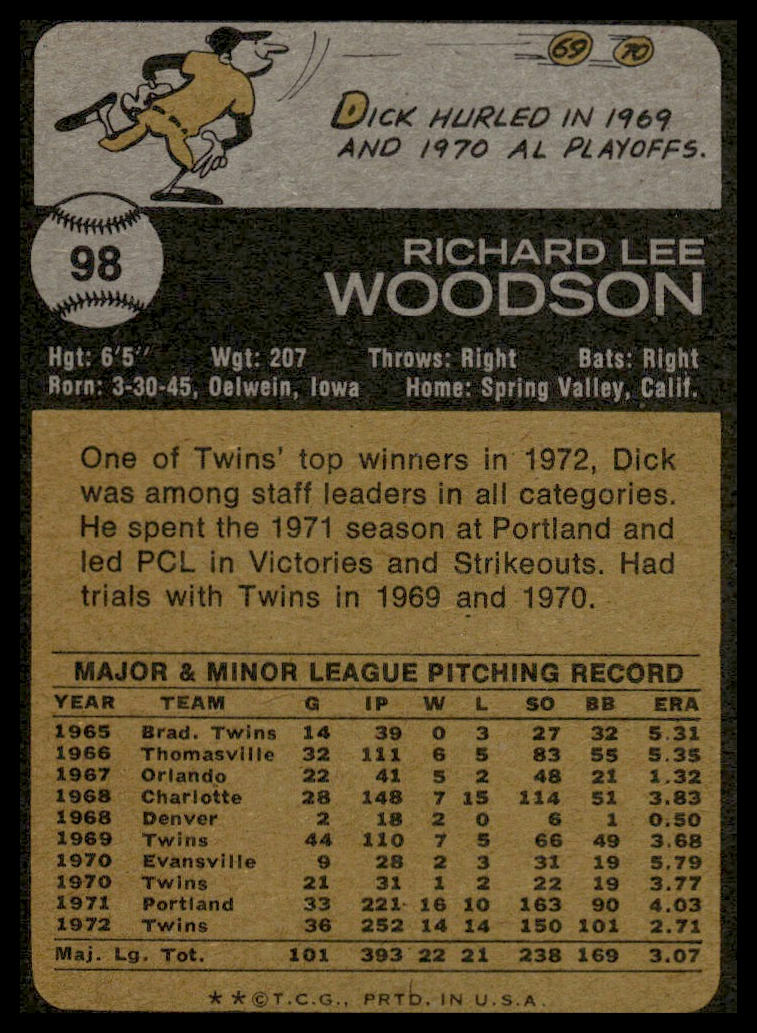 69 70
DICK HURLED IN 1969
AND 1970 AL PLAYOFFS.
98
RICHARD LEE
WOODSON
Hgt: 6'5" Wgt: 207 Throws: Right Bats: Right
Born: 3-30-45, Oelwein, Iowa Home: Spring Valley, Calif.
One of Twins' top winners in 1972, Dick
was among staff leaders in all categories.
He spent the 1971 season at Portland and
led PCL in Victories and Strikeouts. Had
trials with Twins in 1969 and 1970.
MAJOR & MINOR LEAGUE PITCHING RECORD
YEAR TEAM G IP W L SO BB ERA
1965 Brad. Twins 14 39 0 3 27 32 5.31
1966 Thomasville 32 111 6 5 83 55 5.35
1967 Orlando 22 41 5 2 48 21 1.32
1968 Charlotte 28 148 7 15 114 51 3.83
1968 Denver 2 18 2 0 6 1 0.50
1969 Twins 44 110 7 5 66 49 3.68
1970 Evansville 9 28 2 3 31 19 5.79
1970 Twins 21 31 1 2 22 19 3.77
1971 Portland 33 221 16 10 163 90 4.03
1972 Twins 36 252 14 14 150 101 2.71
Maj. Lg. Tot. 101 393 22 21 238 169 3.07
★ ★ © T.C.G., PRTD. IN U.S.A.